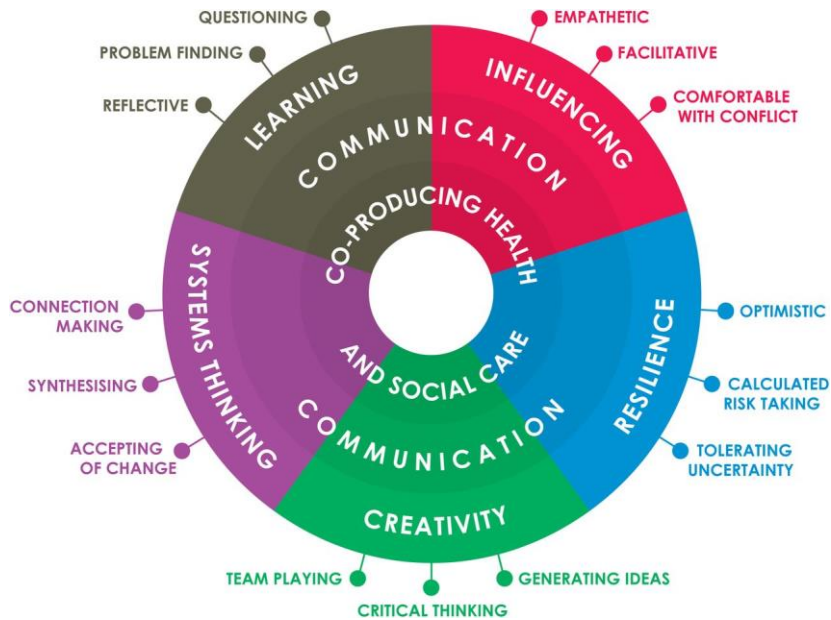 QUESTIONING
PROBLEM FINDING
REFLECTIVE
EMPATHETIC
FACILITATIVE
COMFORTABLE
WITH CONFLICT
LEARNING
INFLUENCING
COMMUNICATION
CO-PRODUCING HEALTH
AND SOCIAL CARE
COMMUNICATION
SYSTEMS THINKING
RESILIENCE
CREATIVITY
CONNECTION
MAKING
SYNTHESISING
ACCEPTING
OF CHANGE
OPTIMISTIC
CALCULATED
RISK TAKING
TOLERATING
UNCERTAINTY
TEAM PLAYING
CRITICAL THINKING
GENERATING IDEAS